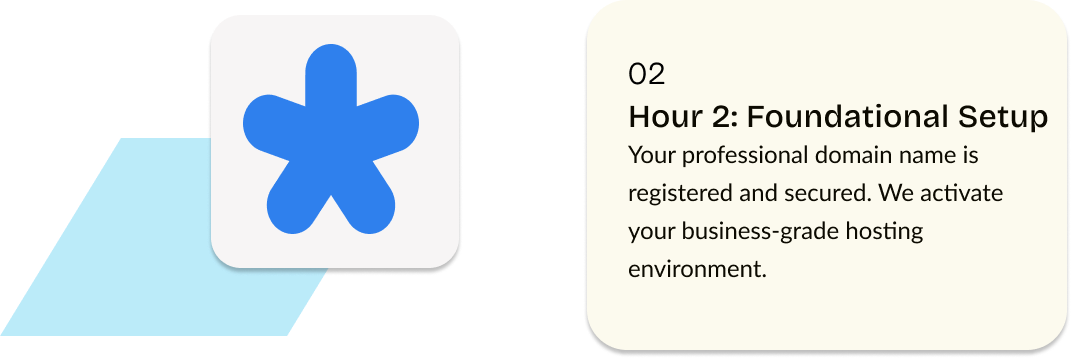 02
Hour 2: Foundational Setup
Your professional domain name is
registered and secured. We activate
your business-grade hosting
environment.